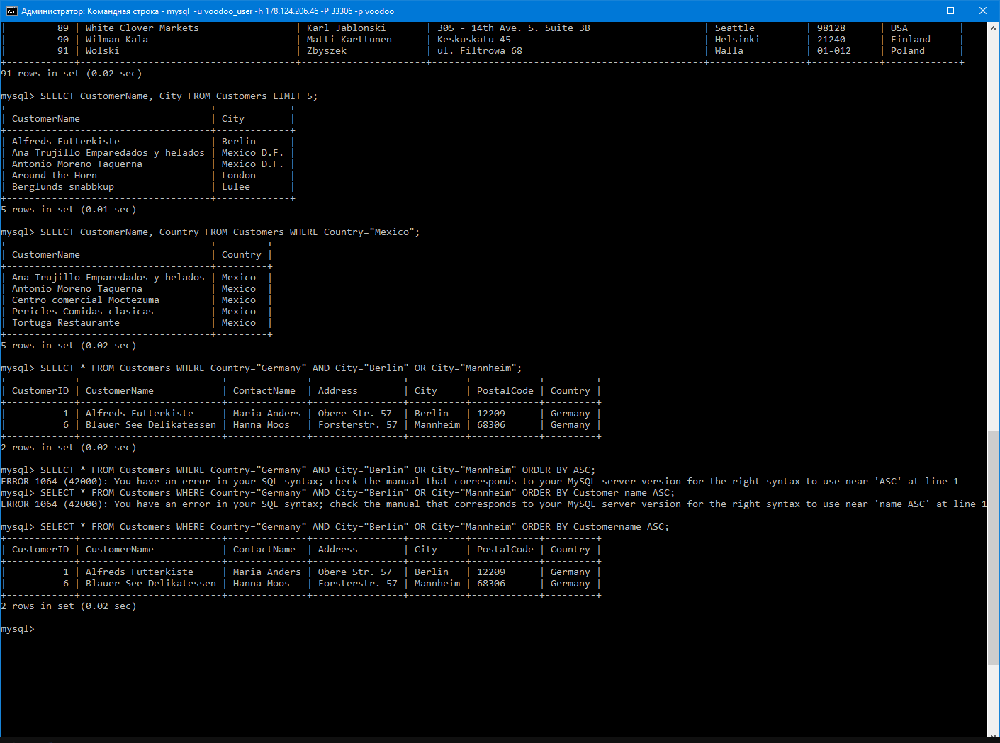 Администратор: Командная строка - mysql  -u voodoo_user -h 178.124.206.46 -P 33306 -p voodoo
|         89 | White Clover Markets                 | Karl Jablonski       | 305 - 14th Ave. S. Suite 3B                    | Seattle         | 98128      | USA         |
|         90 | Wilman Kala                          | Matti Karttunen      | Keskuskatu 45                                  | Helsinki        | 21240      | Finland     |
|         91 | Wolski                               | Zbyszek              | ul. Filtrowa 68                                | Walla           | 01-012     | Poland      |
+------------+--------------------------------------+----------------------+------------------------------------------------+-----------------+------------+-------------+
91 rows in set (0.02 sec)
mysql> SELECT CustomerName, City FROM Customers LIMIT 5;
+------------------------------------+-------------+
| CustomerName                       | City        |
+------------------------------------+-------------+
| Alfreds Futterkiste                | Berlin      |
| Ana Trujillo Emparedados y helados | Mexico D.F. |
| Antonio Moreno Taquerna            | Mexico D.F. |
| Around the Horn                    | London      |
| Berglunds snabbkup                 | Lulee       |
+------------------------------------+-------------+
5 rows in set (0.01 sec)
mysql> SELECT CustomerName, Country FROM Customers WHERE Country="Mexico";
+------------------------------------+---------+
| CustomerName                       | Country |
+------------------------------------+---------+
| Ana Trujillo Emparedados y helados | Mexico  |
| Antonio Moreno Taquerna            | Mexico  |
| Centro comercial Moctezuma         | Mexico  |
| Pericles Comidas clasicas          | Mexico  |
| Tortuga Restaurante                | Mexico  |
+------------------------------------+---------+
5 rows in set (0.02 sec)
mysql> SELECT * FROM Customers WHERE Country="Germany" AND City="Berlin" OR City="Mannheim";
+------------+-------------------------+--------------+----------------+----------+------------+---------+
| CustomerID | CustomerName            | ContactName  | Address        | City     | PostalCode | Country |
+------------+-------------------------+--------------+----------------+----------+------------+---------+
|          1 | Alfreds Futterkiste     | Maria Anders | Obere Str. 57  | Berlin   | 12209      | Germany |
|          6 | Blauer See Delikatessen | Hanna Moos   | Forsterstr. 57 | Mannheim | 68306      | Germany |
+------------+-------------------------+--------------+----------------+----------+------------+---------+
2 rows in set (0.02 sec)
mysql> SELECT * FROM Customers WHERE Country="Germany" AND City="Berlin" OR City="Mannheim" ORDER BY ASC;
ERROR 1064 (42000): You have an error in your SQL syntax; check the manual that corresponds to your MySQL server version for the right syntax to use near 'ASC' at line 1
mysql> SELECT * FROM Customers WHERE Country="Germany" AND City="Berlin" OR City="Mannheim" ORDER BY Customer name ASC;
ERROR 1064 (42000): You have an error in your SQL syntax; check the manual that corresponds to your MySQL server version for the right syntax to use near 'name ASC' at line 1
mysql> SELECT * FROM Customers WHERE Country="Germany" AND City="Berlin" OR City="Mannheim" ORDER BY Customername ASC;
+------------+-------------------------+--------------+----------------+----------+------------+---------+
| CustomerID | CustomerName            | ContactName  | Address        | City     | PostalCode | Country |
+------------+-------------------------+--------------+----------------+----------+------------+---------+
|          1 | Alfreds Futterkiste     | Maria Anders | Obere Str. 57  | Berlin   | 12209      | Germany |
|          6 | Blauer See Delikatessen | Hanna Moos   | Forsterstr. 57 | Mannheim | 68306      | Germany |
+------------+-------------------------+--------------+----------------+----------+------------+---------+
2 rows in set (0.02 sec)
mysql>